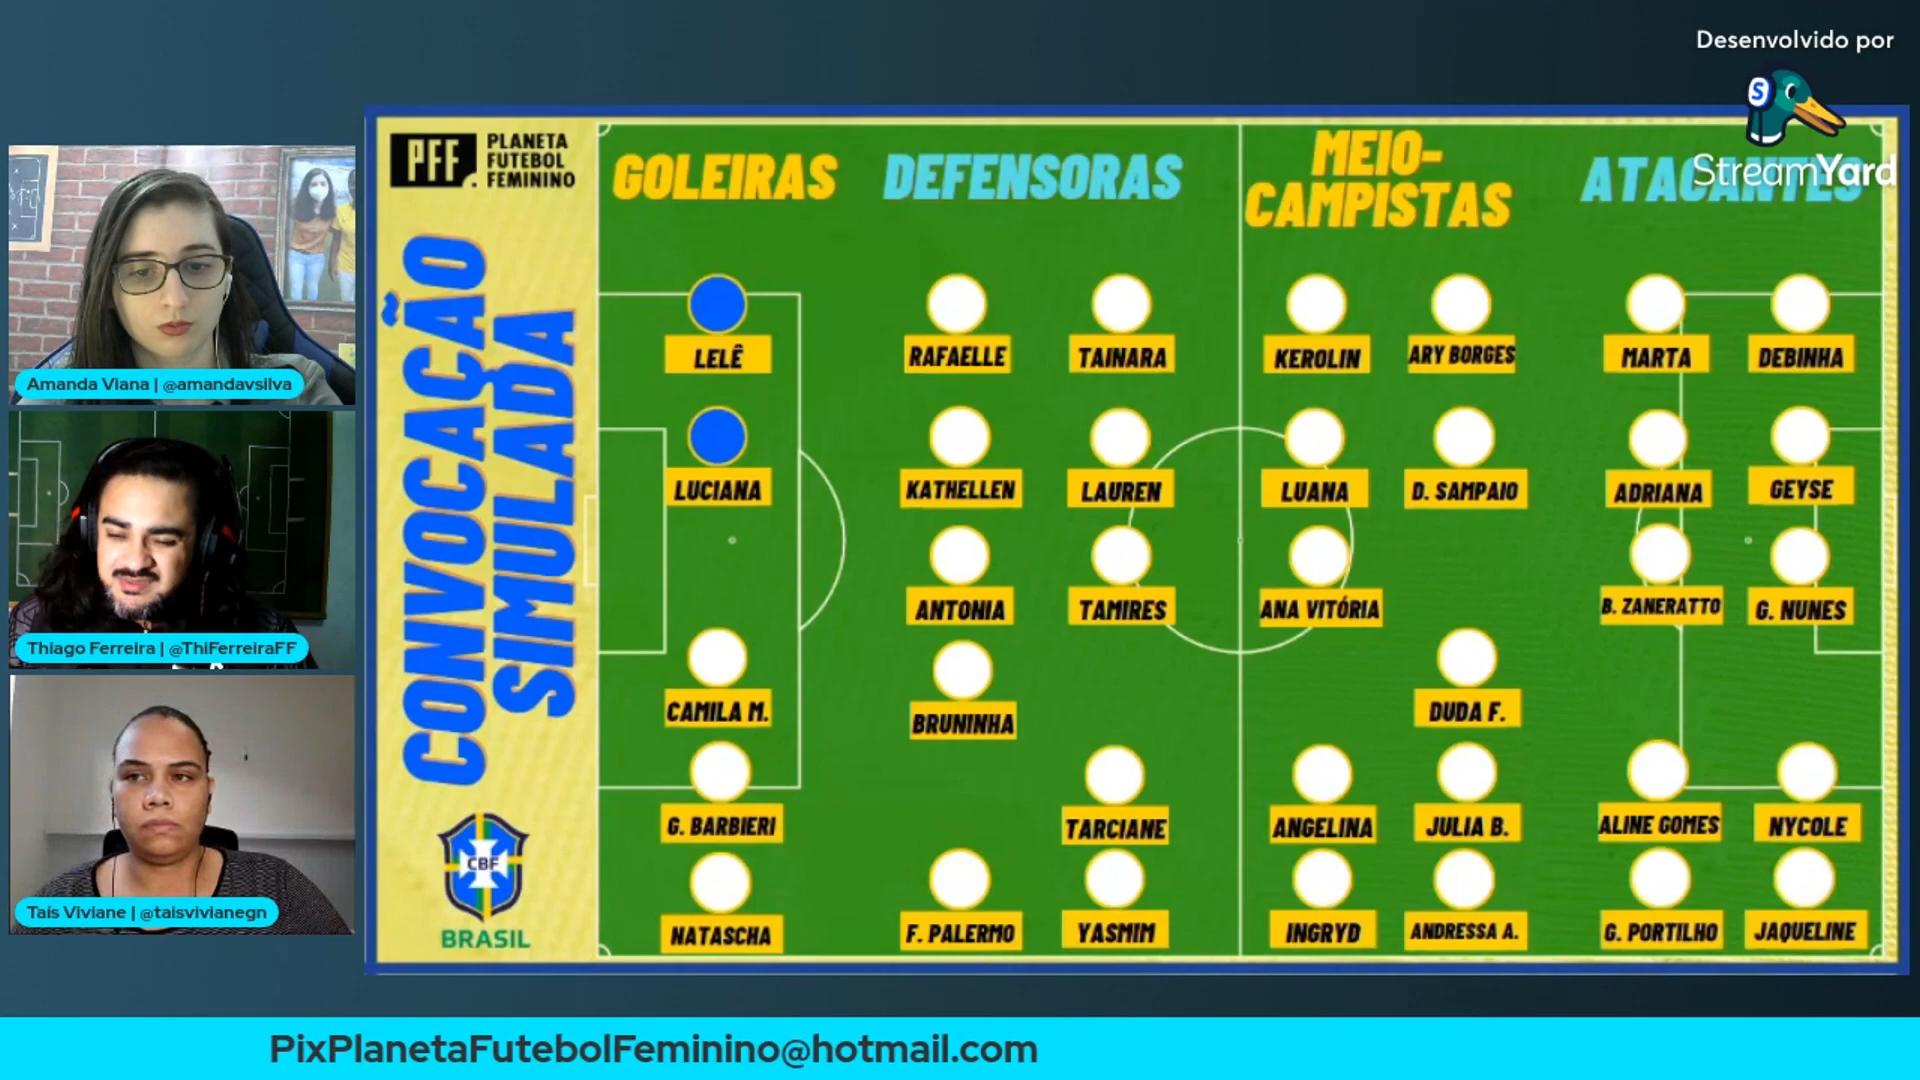 Desenvolvido por
StreamYard
PFF.
PLANETA
FUTEBOL
FEMININO
CONVOCAÇÃO
SIMULADA
CBF
BRASIL
GOLEIRAS
DEFENSORAS
MEIO-
CAMPISTAS
ATACANTES
LELÊ
RAFAELLE
TAINARA
KEROLIN
ARY BORGES
MARTA
DEBINHA
LUCIANA
KATHELLEN
LAUREN
LUANA
D. SAMPAIO
ADRIANA
GEYSE
ANTONIA
TAMIRES
ANA VITÓRIA
B. ZANERATTO
G. NUNES
CAMILA M.
BRUNINHA
DUDA F.
G. BARBIERI
TARCIANE
ANGELINA
JULIA B.
ALINE GOMES
NYCOLE
NATASCHA
F. PALERMO
YASMIM
INGRYD
ANDRESSA A.
G. PORTILHO
JAQUELINE
Amanda Viana | @amandavsilva
Thiago Ferreira | @ThiFerreiraFF
Taís Viviane | @taisvivianegn
PixPlanetaFutebolFeminino@hotmail.com